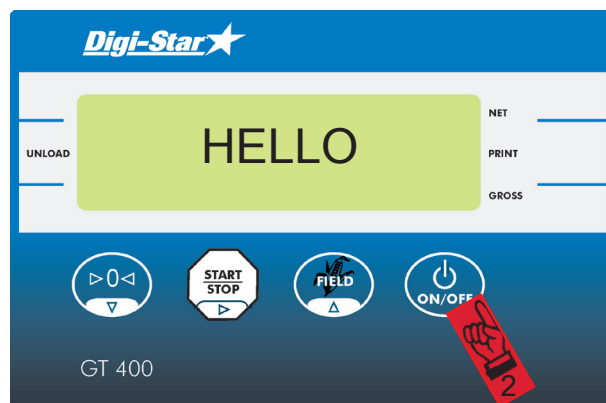 Digi-Star
HELLO
NET
UNLOAD
PRINT
GROSS
▷0◁
START
STOP
FIELD
ON/OFF
2
GT 400